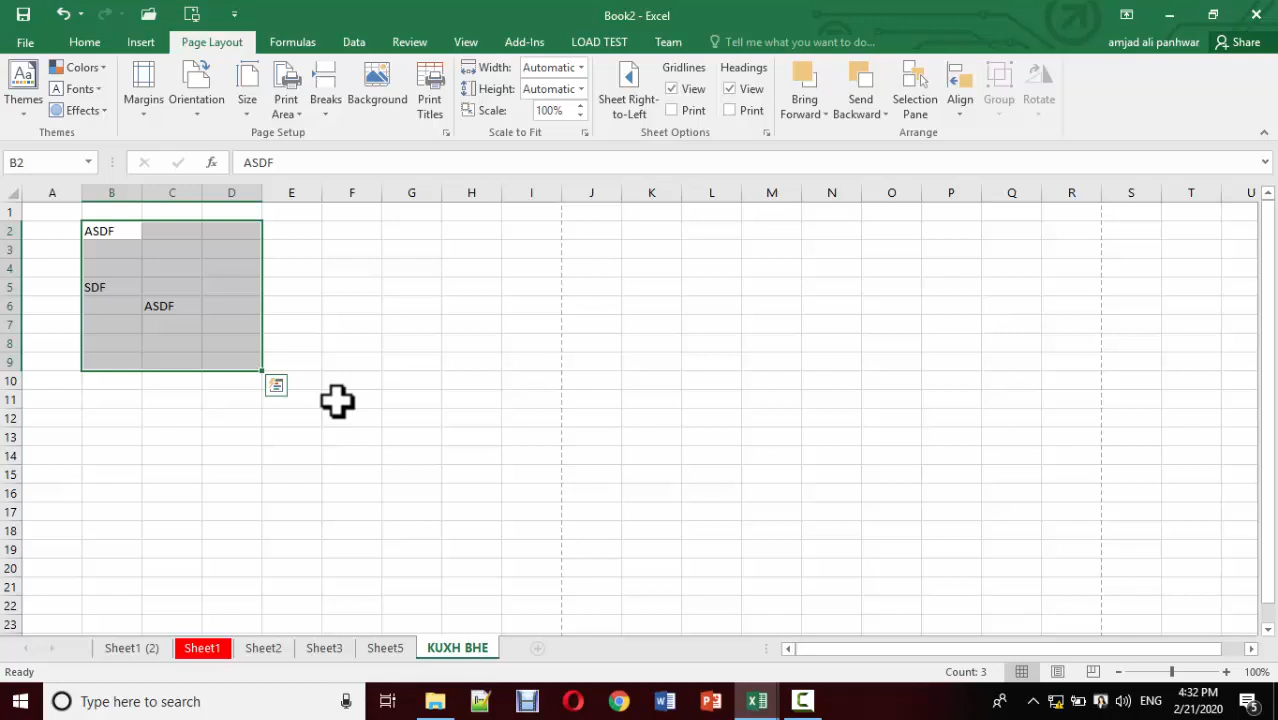 Book2 - Excel
File Home Insert Page Layout Formulas Data Review View Add-Ins LOAD TEST Team Tell me what you want to do... amjad ali panhwar Share
Themes
Colors
Fonts
Effects
Themes
Margins
Orientation
Size
Print Area
Breaks
Background
Print Titles
Page Setup
Width: Automatic
Height: Automatic
Scale: 100%
Scale to Fit
Sheet Right-to-Left
Gridlines
View
Print
Headings
View
Print
Sheet Options
Bring Forward
Send Backward
Selection Pane
Align
Group
Rotate
Arrange
B2 fx ASDF
A B C D E F G H I J K L M N O P Q R S T U
1
2 ASDF
3
4
5 SDF
6 ASDF
7
8
9
10
11
12
13
14
15
16
17
18
19
20
21
22
23
Sheet1 (2) Sheet1 Sheet2 Sheet3 Sheet5 KUXH BHE
Ready Count: 3 100%
Type here to search ENG 4:32 PM
2/21/2020 5